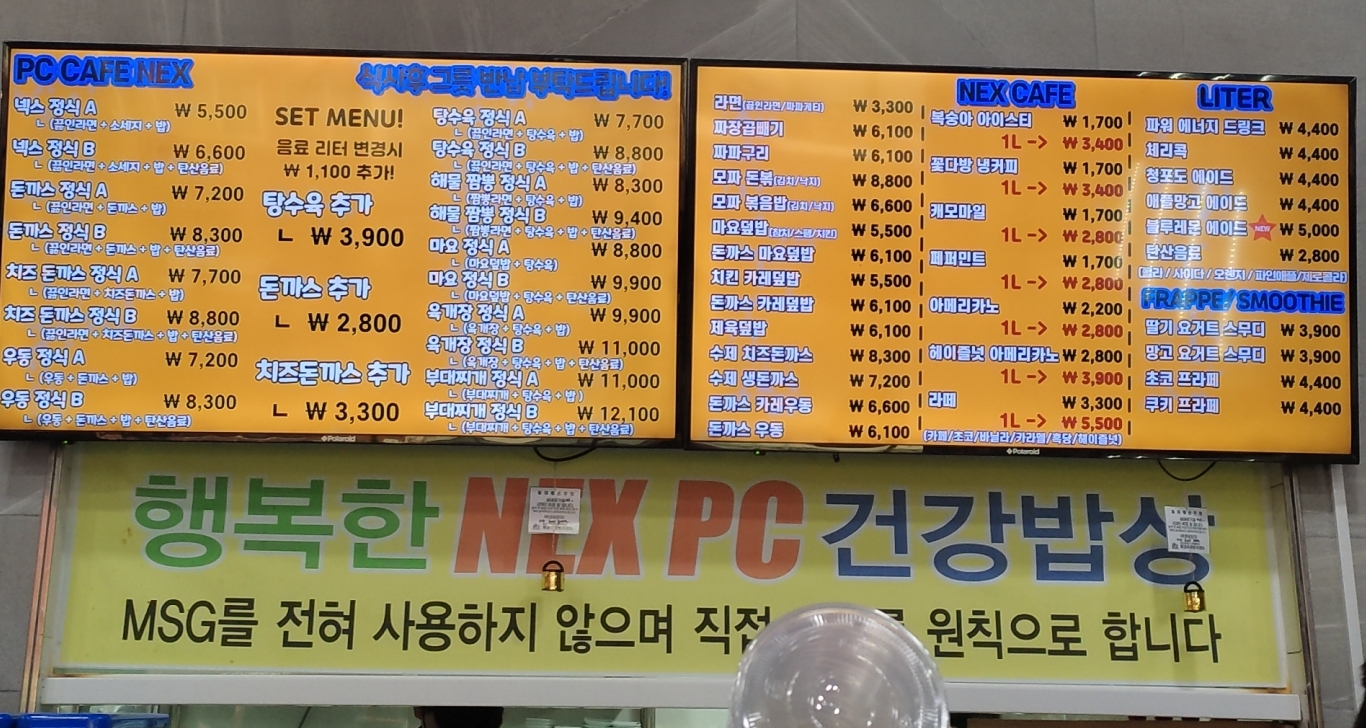 PC CAFE NEX
식사후 그릇 반납 부탁드립니다!
넥스 정식 A ₩ 5,500
ㄴ (끓인라면 + 소세지 + 밥)
넥스 정식 B ₩ 6,600
ㄴ (끓인라면 + 소세지 + 밥 + 탄산음료)
돈까스 정식 A ₩ 7,200
ㄴ (끓인라면 + 돈까스 + 밥)
돈까스 정식 B ₩ 8,300
ㄴ (끓인라면 + 돈까스 + 밥 + 탄산음료)
치즈 돈까스 정식 A ₩ 7,700
ㄴ (끓인라면 + 치즈돈까스 + 밥)
치즈 돈까스 정식 B ₩ 8,800
ㄴ (끓인라면 + 치즈돈까스 + 밥 + 탄산음료)
우동 정식 A ₩ 7,200
ㄴ (우동 + 돈까스 + 밥)
우동 정식 B ₩ 8,300
ㄴ (우동 + 돈까스 + 밥 + 탄산음료)
SET MENU!
음료 리터 변경시
₩ 1,100 추가!
탕수육 추가
ㄴ ₩ 3,900
돈까스 추가
ㄴ ₩ 2,800
치즈돈까스 추가
ㄴ ₩ 3,300
탕수육 정식 A ₩ 7,700
ㄴ (끓인라면 + 탕수육 + 밥)
탕수육 정식 B ₩ 8,800
ㄴ (끓인라면 + 탕수육 + 밥 + 탄산음료)
해물 짬뽕 정식 A ₩ 8,300
ㄴ (짬뽕라면 + 탕수육 + 밥)
해물 짬뽕 정식 B ₩ 9,400
ㄴ (짬뽕라면 + 탕수육 + 밥 + 탄산음료)
마요 정식 A ₩ 8,800
ㄴ (마요덮밥 + 탕수육)
마요 정식 B ₩ 9,900
ㄴ (마요덮밥 + 탕수육 + 탄산음료)
육개장 정식 A ₩ 9,900
ㄴ (육개장 + 탕수육 + 밥)
육개장 정식 B ₩ 11,000
ㄴ (육개장 + 탕수육 + 밥 + 탄산음료)
부대찌개 정식 A ₩ 11,000
ㄴ (부대찌개 + 탕수육 + 밥 )
부대찌개 정식 B ₩ 12,100
ㄴ (부대찌개 + 탕수육 + 밥 + 탄산음료)
Polaroid
라면(끓인라면/짜파게티) ₩ 3,300
짜장곱빼기 ₩ 6,100
짜파구리 ₩ 6,100
모짜 돈볶(김치/낙지) ₩ 8,800
모짜 볶음밥(김치/낙지) ₩ 6,600
마요덮밥(참치/스팸/치킨) ₩ 5,500
돈까스 마요덮밥 ₩ 6,100
치킨 카레덮밥 ₩ 5,500
돈까스 카레덮밥 ₩ 6,100
제육덮밥 ₩ 6,100
수제 치즈돈까스 ₩ 8,300
수제 생돈까스 ₩ 7,200
돈까스 카레우동 ₩ 6,600
돈까스 우동 ₩ 6,100
NEX CAFE
복숭아 아이스티 ₩ 1,700
1L -> ₩ 3,400
꽃다방 냉커피 ₩ 1,700
1L -> ₩ 3,400
캐모마일 ₩ 1,700
1L -> ₩ 2,800
페퍼민트 ₩ 1,700
1L -> ₩ 2,800
아메리카노 ₩ 2,200
1L -> ₩ 2,800
헤이즐넛 아메리카노 ₩ 2,800
1L -> ₩ 3,900
라떼 ₩ 3,300
1L -> ₩ 5,500
(카페/초코/바닐라/카라멜/흑당/헤이즐넛)
LITER
파워 에너지 드링크 ₩ 4,400
체리콕 ₩ 4,400
청포도 에이드 ₩ 4,400
애플망고 에이드 ₩ 4,400
블루레몬 에이드 NEW ₩ 5,000
탄산음료 ₩ 2,800
(콜라 / 사이다 / 오렌지 / 파인애플/제로콜라)
FRAPPE/SMOOTHIE
딸기 요거트 스무디 ₩ 3,900
망고 요거트 스무디 ₩ 3,900
초코 프라페 ₩ 4,400
쿠키 프라페 ₩ 4,400
Polaroid
행복한 NEX PC 건강밥상
MSG를 전혀 사용하지 않으며 직접 원칙으로 합니다